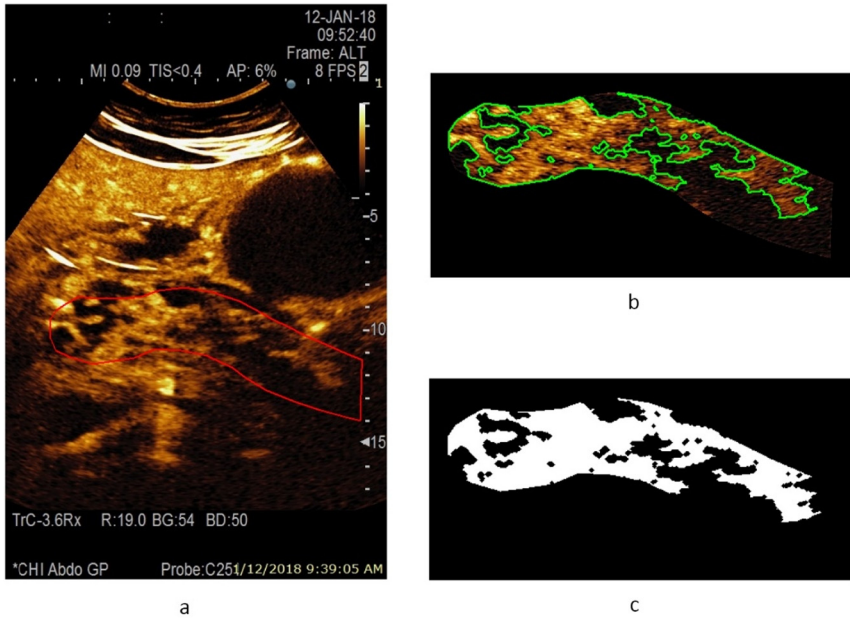 12-JAN-18
09:52:40
Frame: ALT
MI 0.09 TIS<0.4 AP: 6% 8 FPS 2
1
5
10
15
TrC-3.6Rx R:19.0 BG:54 BD:50
*CHI Abdo GP Probe:C251/12/2018 9:39:05 AM
a
b
c